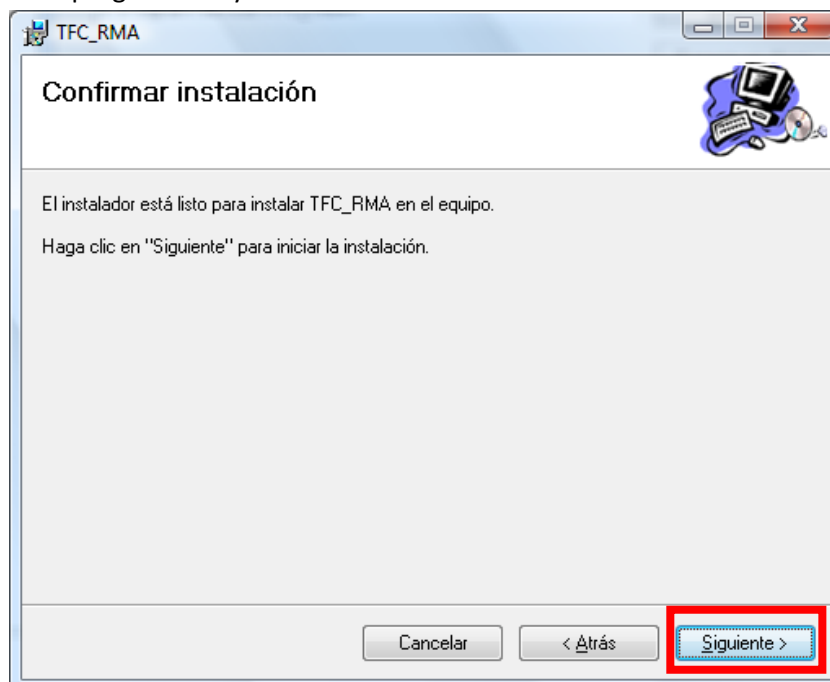 TFC_RMA
Confirmar instalación
El instalador está listo para instalar TFC_RMA en el equipo.
Haga clic en "Siguiente" para iniciar la instalación.
Cancelar < Atrás Siguiente >